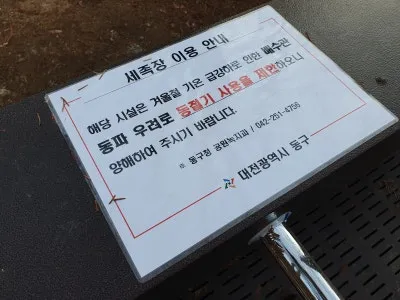 세족장 이용 안내
해당 시설은 겨울철 기온 급강하로 인한 배수관
동파 우려로 동절기 사용을 제한하오니
양해하여 주시기 바랍니다.
※ 동구청 공원녹지과 / 042-251-4756
대전광역시 동구